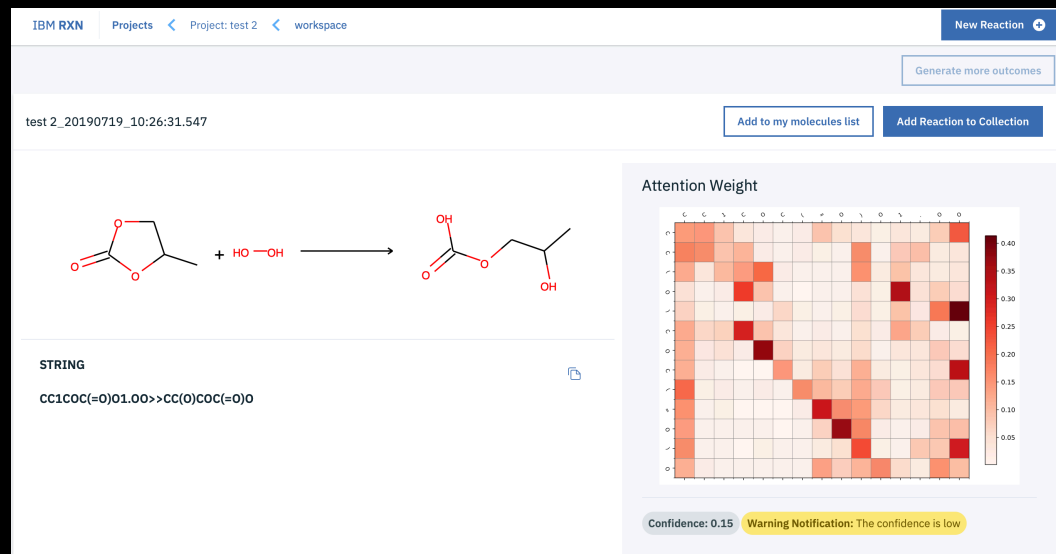 IBM RXN Projects Project: test 2 workspace New Reaction
Generate more outcomes
test 2_20190719_10:26:31.547 Add to my molecules list Add Reaction to Collection
Attention Weight
C C 1 C O C ( = O ) O 1 . O O
OH
O
O
O
+ HO OH
O
O
OH
C
C
(
O
)
C
O
C
(
=
O
)
O
0.40
0.35
0.30
0.25
0.20
0.15
0.10
0.05
STRING
CC1COC(=O)O1.OO>>CC(O)COC(=O)O
Confidence: 0.15 Warning Notification: The confidence is low